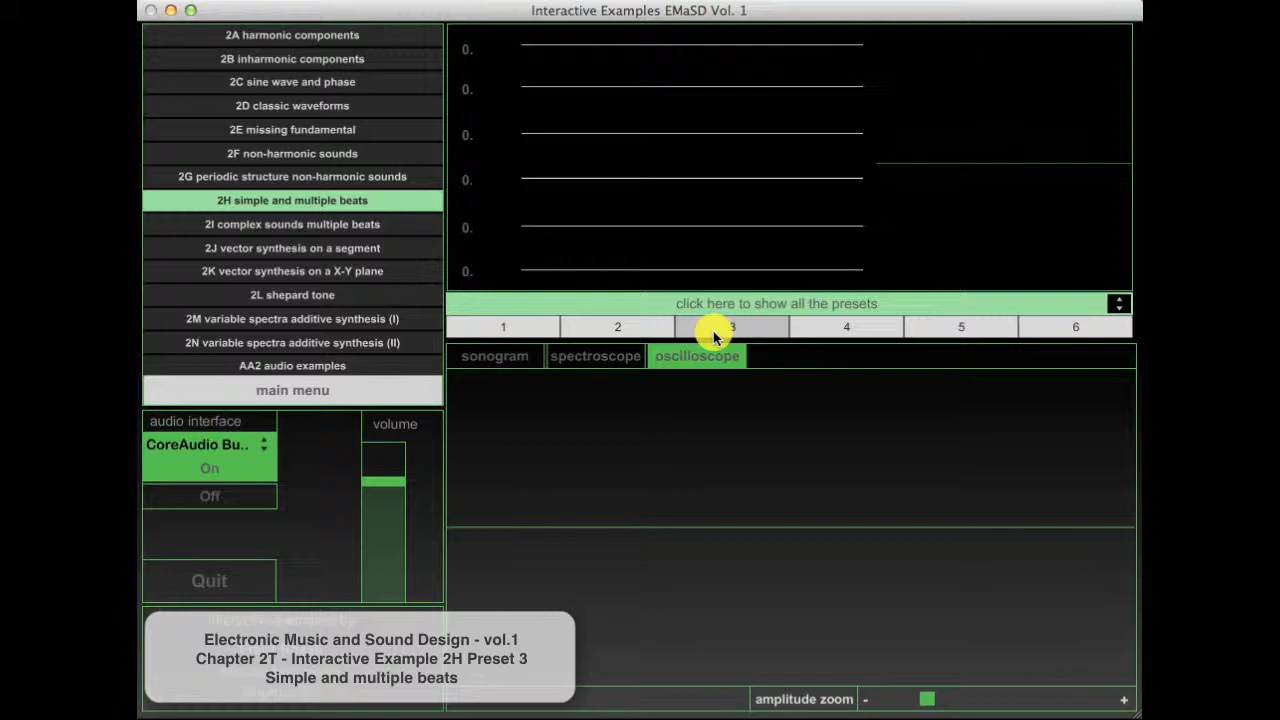 Interactive Examples EMaSD Vol. 1
2A harmonic components
2B inharmonic components
2C sine wave and phase
2D classic waveforms
2E missing fundamental
2F non-harmonic sounds
2G periodic structure non-harmonic sounds
2H simple and multiple beats
2I complex sounds multiple beats
2J vector synthesis on a segment
2K vector synthesis on a X-Y plane
2L shepard tone
2M variable spectra additive synthesis (I)
2N variable spectra additive synthesis (II)
AA2 audio examples
main menu
audio interface
CoreAudio Bu..
On
Off
Quit
volume
0.
0.
0.
0.
0.
0.
click here to show all the presets
1 2 3 4 5 6
sonogram spectroscope oscilloscope
amplitude zoom - +
Electronic Music and Sound Design - vol.1
Chapter 2T - Interactive Example 2H Preset 3
Simple and multiple beats